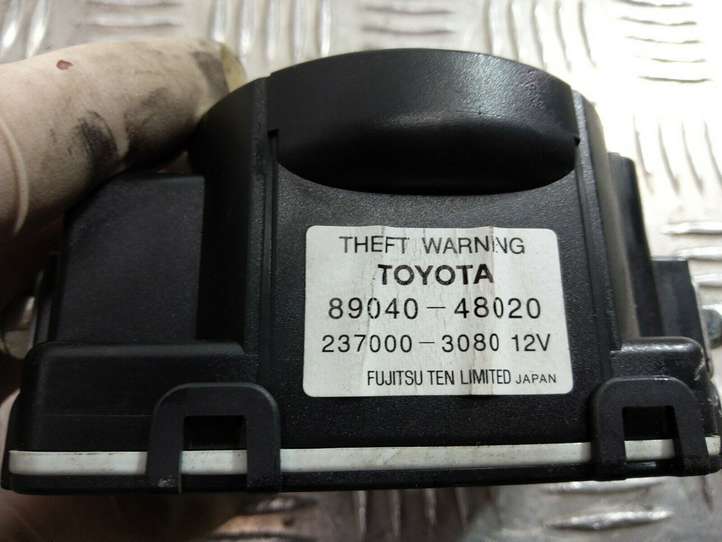 THEFT WARNING
TOYOTA
89040-48020
237000-3080 12V
FUJITSU TEN LIMITED JAPAN